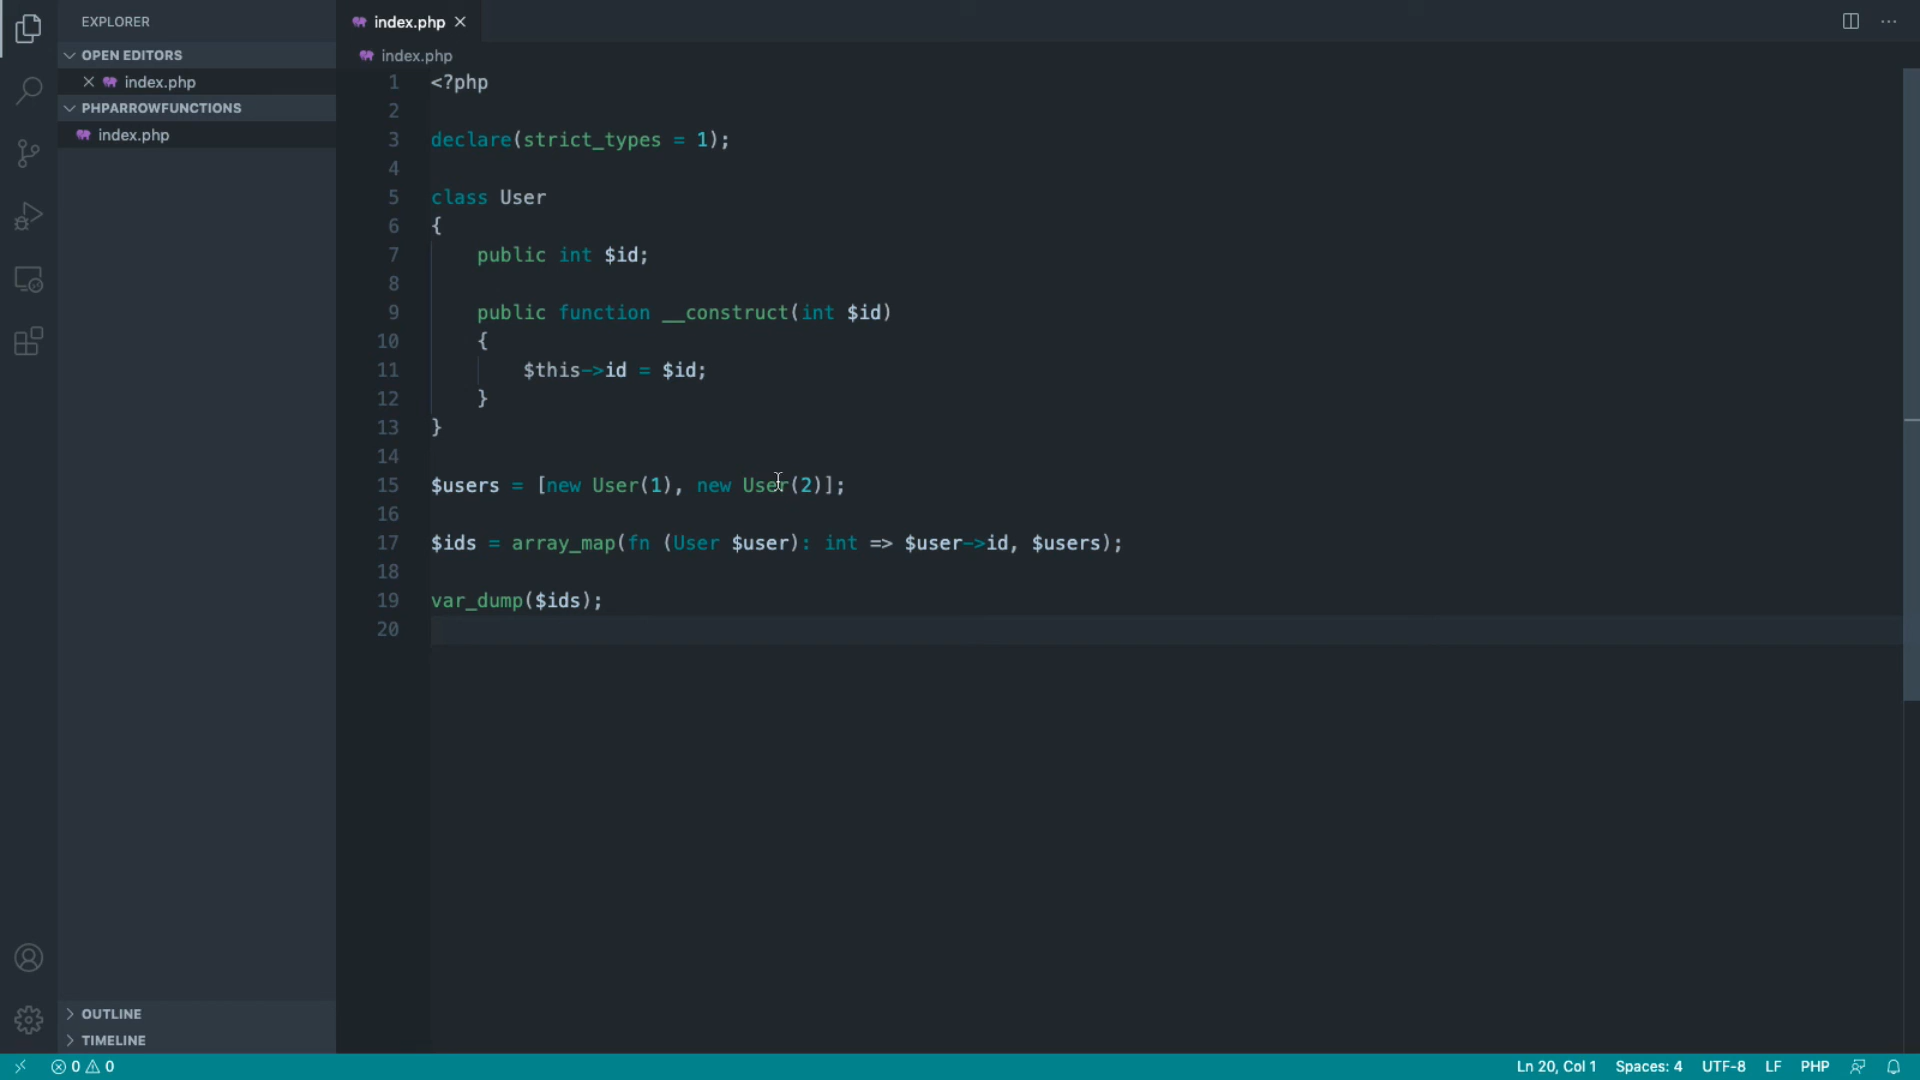 EXPLORER
OPEN EDITORS
index.php
PHPARROWFUNCTIONS
index.php
OUTLINE
TIMELINE
index.php
index.php
1 <?php
2
3 declare(strict_types = 1);
4
5 class User
6 {
7     public int $id;
8
9     public function __construct(int $id)
10     {
11         $this->id = $id;
12     }
13 }
14
15 $users = [new User(1), new User(2)];
16
17 $ids = array_map(fn (User $user): int => $user->id, $users);
18
19 var_dump($ids);
20
0 0 Ln 20, Col 1 Spaces: 4 UTF-8 LF PHP